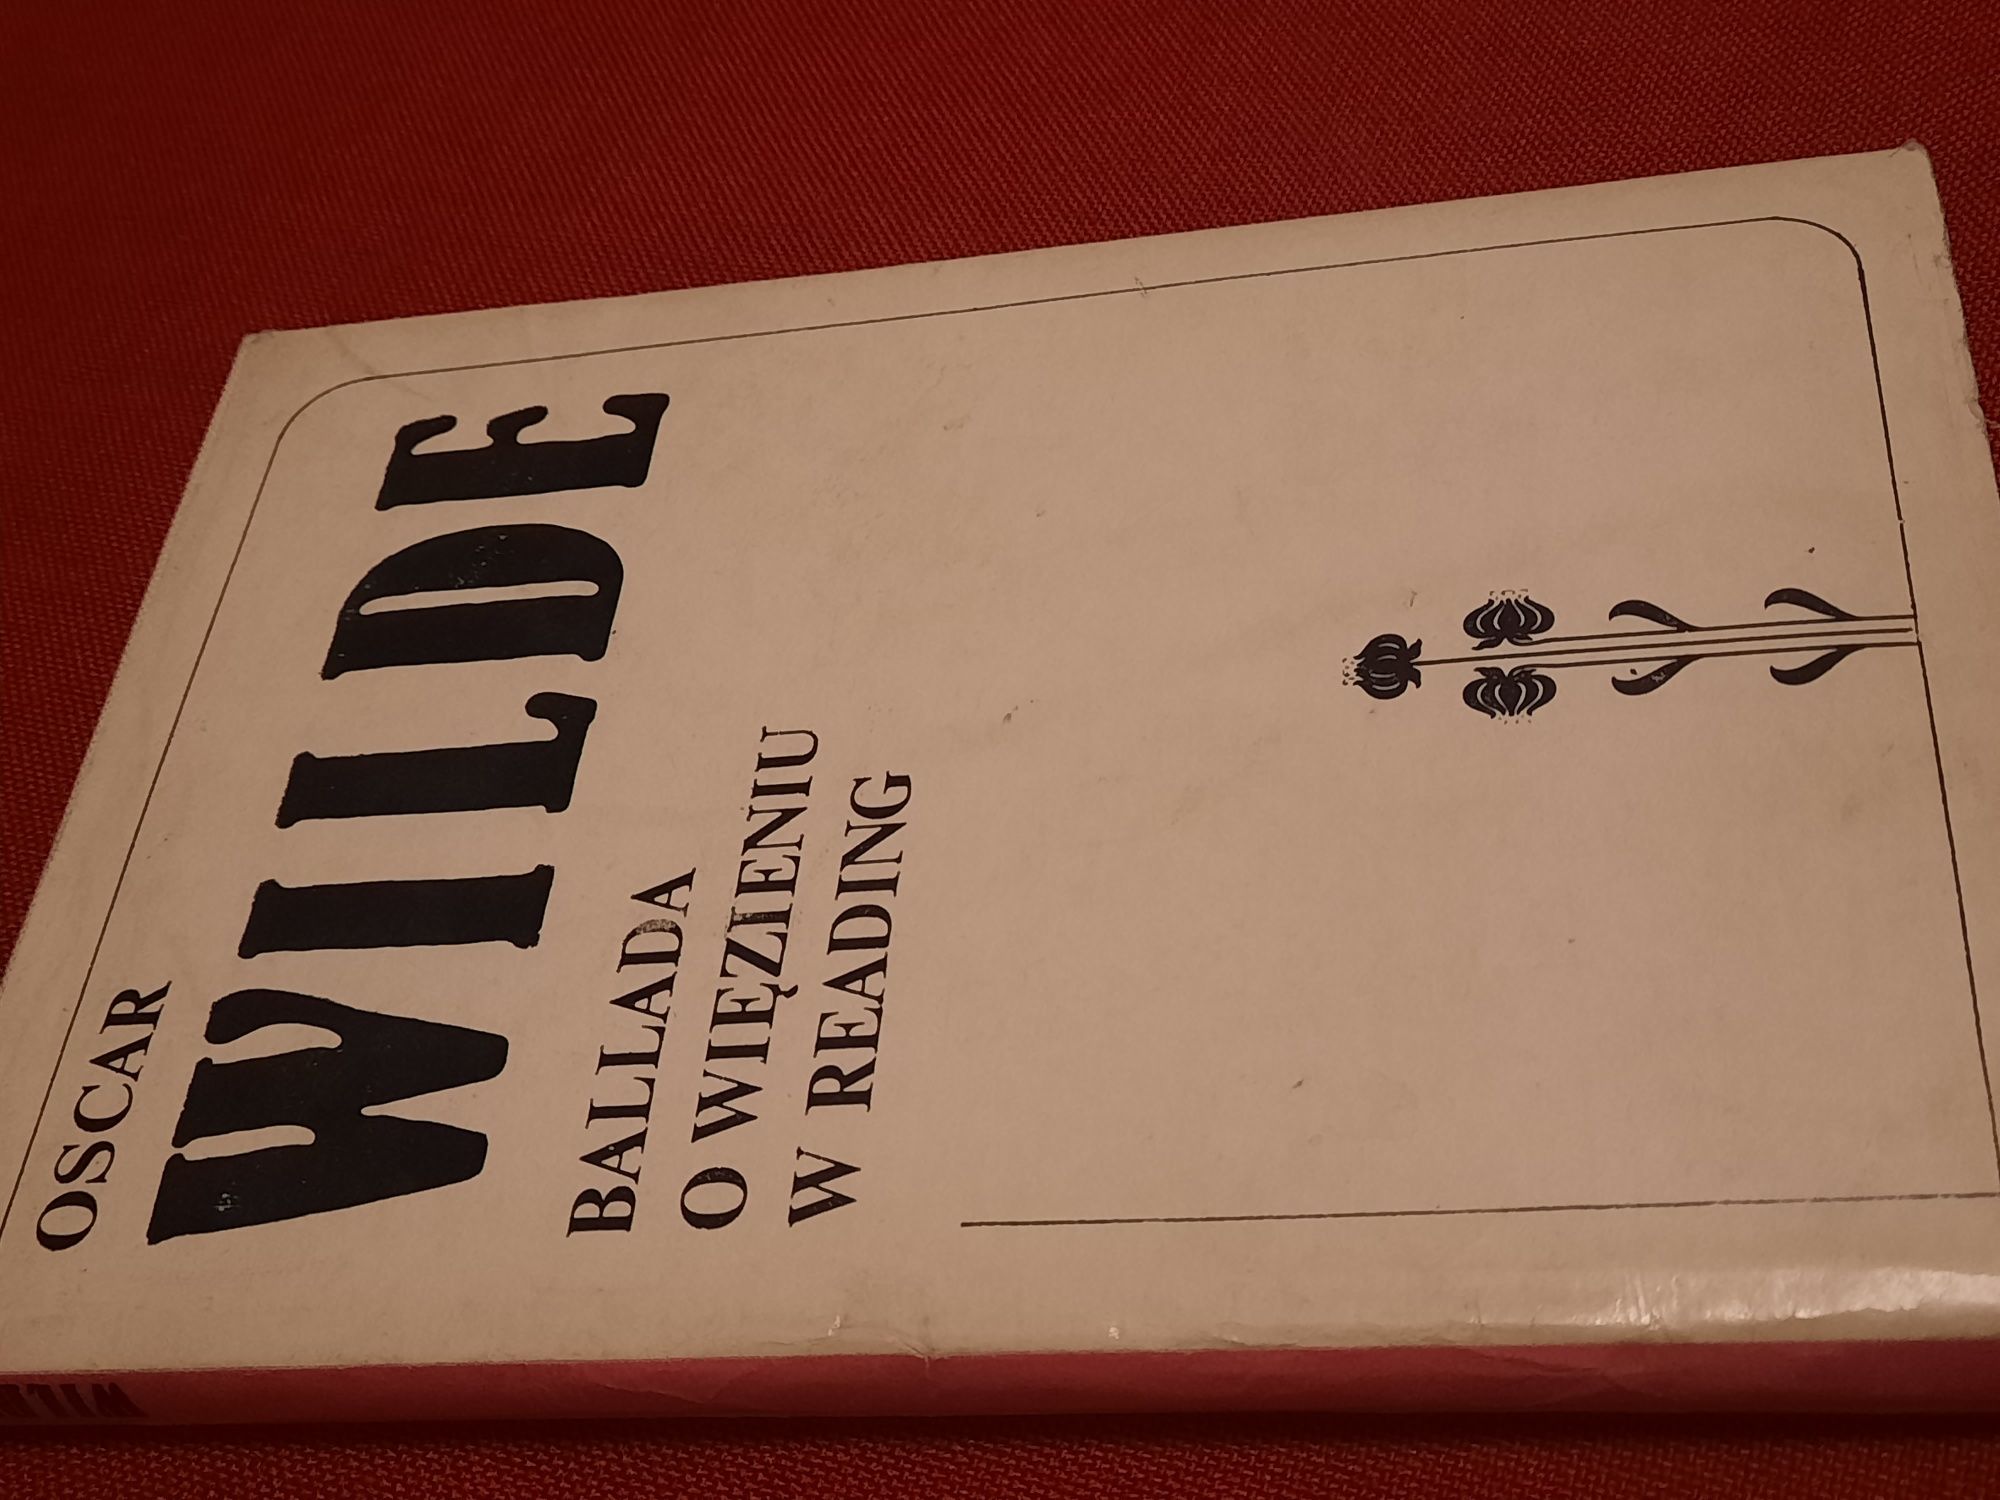 OSCAR
WILDE
BALLADA
O WIĘZIENIU
W READING